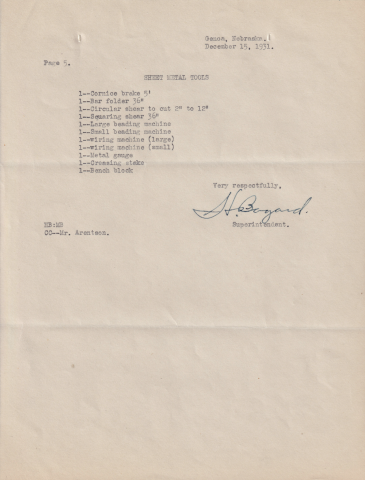 Genoa, Nebraska.
December 15, 1931.
Page 5.
SHEET METAL TOOLS
1--Cornice brake 5'
1--Bar folder 36"
1--Circular shear to cut 2" to 12"
1--Squaring shear 36"
1--Large beading machine
1--Small beading machine
1--wiring machine (large)
1--wiring machine (small)
1--Metal gauge
1--Crossing
1--Bench block
Very respectfully,
H. Bogard.
Superintendent.
CC--Mr.